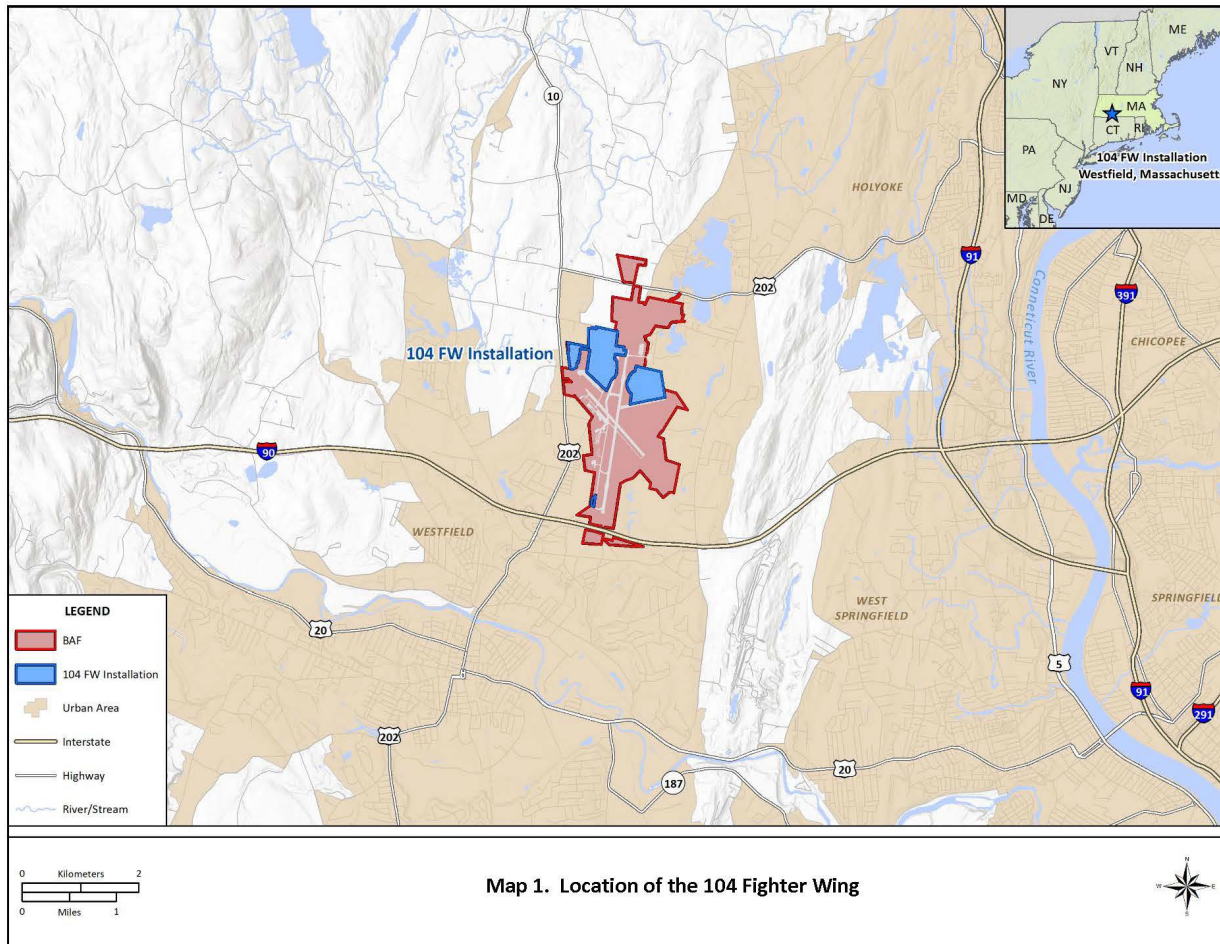 VT
ME
NH
NY
MA
CT
RI
PA
104 FW Installation
Westfield, Massachusett
NJ
MD
DE
10
HOLYOKE
91
202
Connecticut River
391
CHICOPEE
104 FW Installation
90
202
WESTFIELD
WEST
SPRINGFIELD
SPRINGFIELD
20
5
91
291
202
20
187
LEGEND
BAF
104 FW Installation
Urban Area
Interstate
Highway
River/Stream
0 Kilometers 2
0 Miles 1
Map 1. Location of the 104 Fighter Wing
N
W E
S